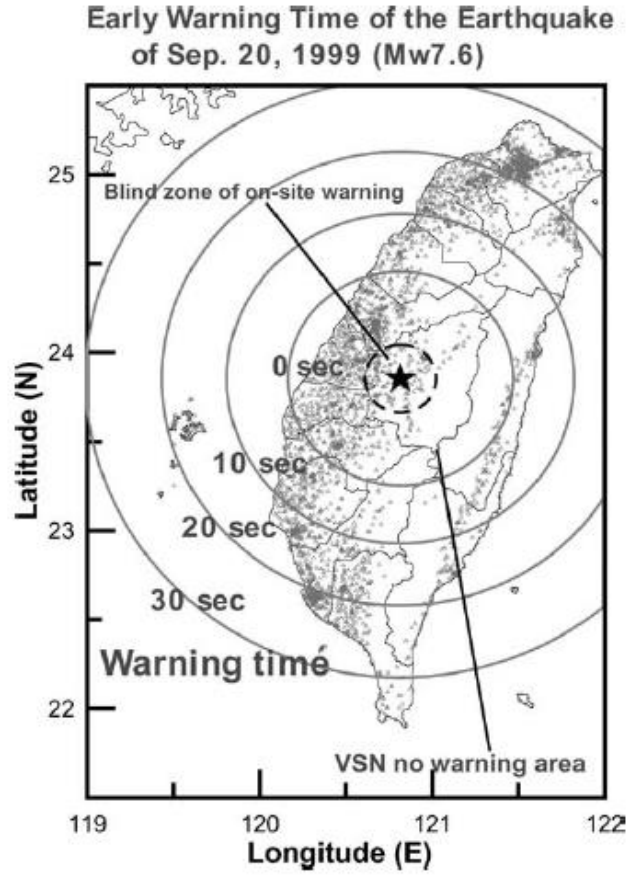 Early Warning Time of the Earthquake
of Sep. 20, 1999 (Mw7.6)
25
Blind zone of on-site warning
24
0 sec
Latitude (N)
10 sec
23
20 sec
30 sec
Warning timé
22
VSN no warning area
119
120
121
122
Longitude (E)